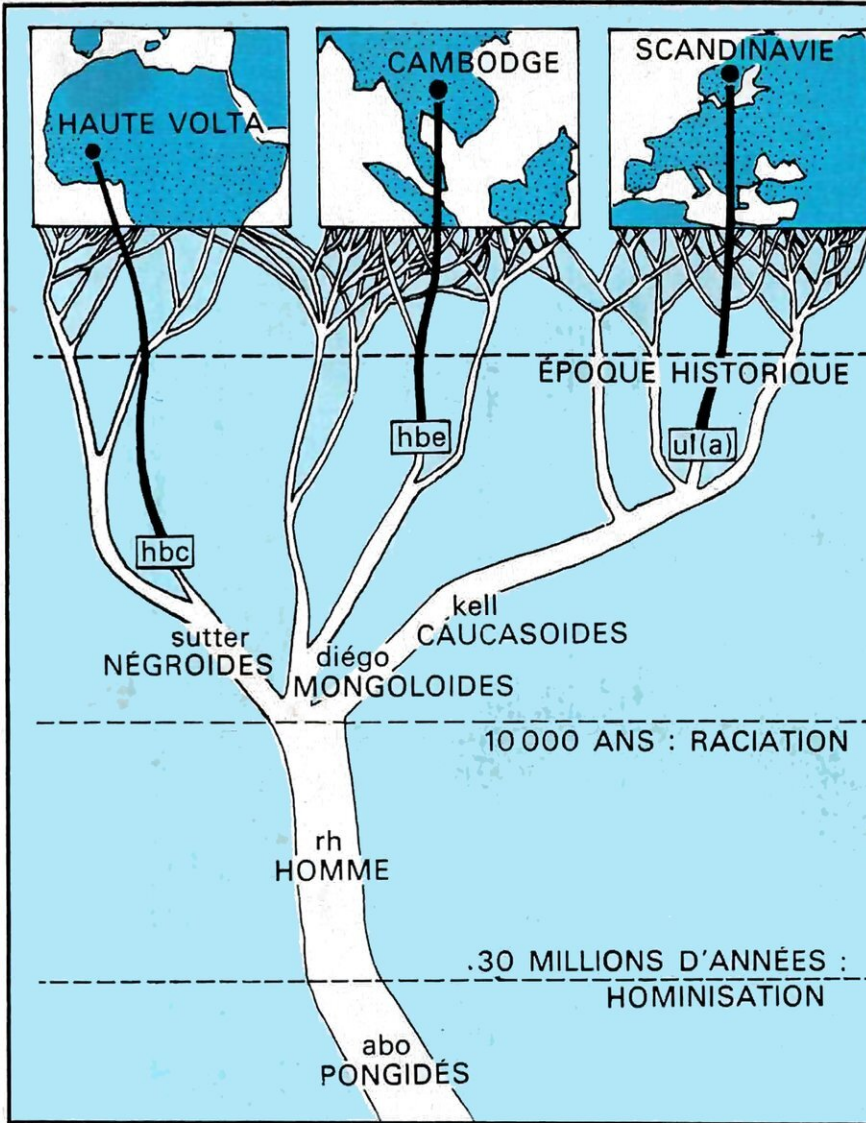 HAUTE VOLTA
CAMBODGE
SCANDINAVIE
ÉPOQUE HISTORIQUE
hbe
ul(a)
hbc
kell
CAUCASOIDES
sutter
NÉGROIDES
diégo
MONGOLOIDES
10 000 ANS : RACIATION
rh
HOMME
.30 MILLIONS D'ANNÉES :
HOMINISATION
abo
PONGIDÉS